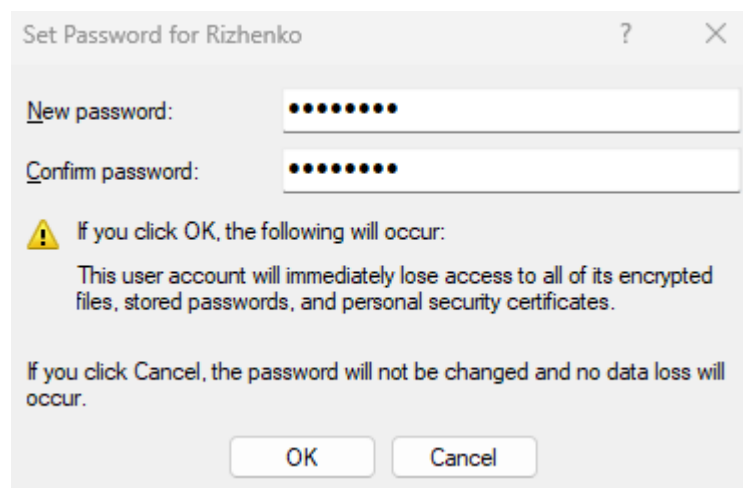 Set Password for Rizhenko ?
New password: ●●●●●●●●
Confirm password: ●●●●●●●●
If you click OK, the following will occur:
This user account will immediately lose access to all of its encrypted
files, stored passwords, and personal security certificates.
If you click Cancel, the password will not be changed and no data loss will
occur.
OK Cancel